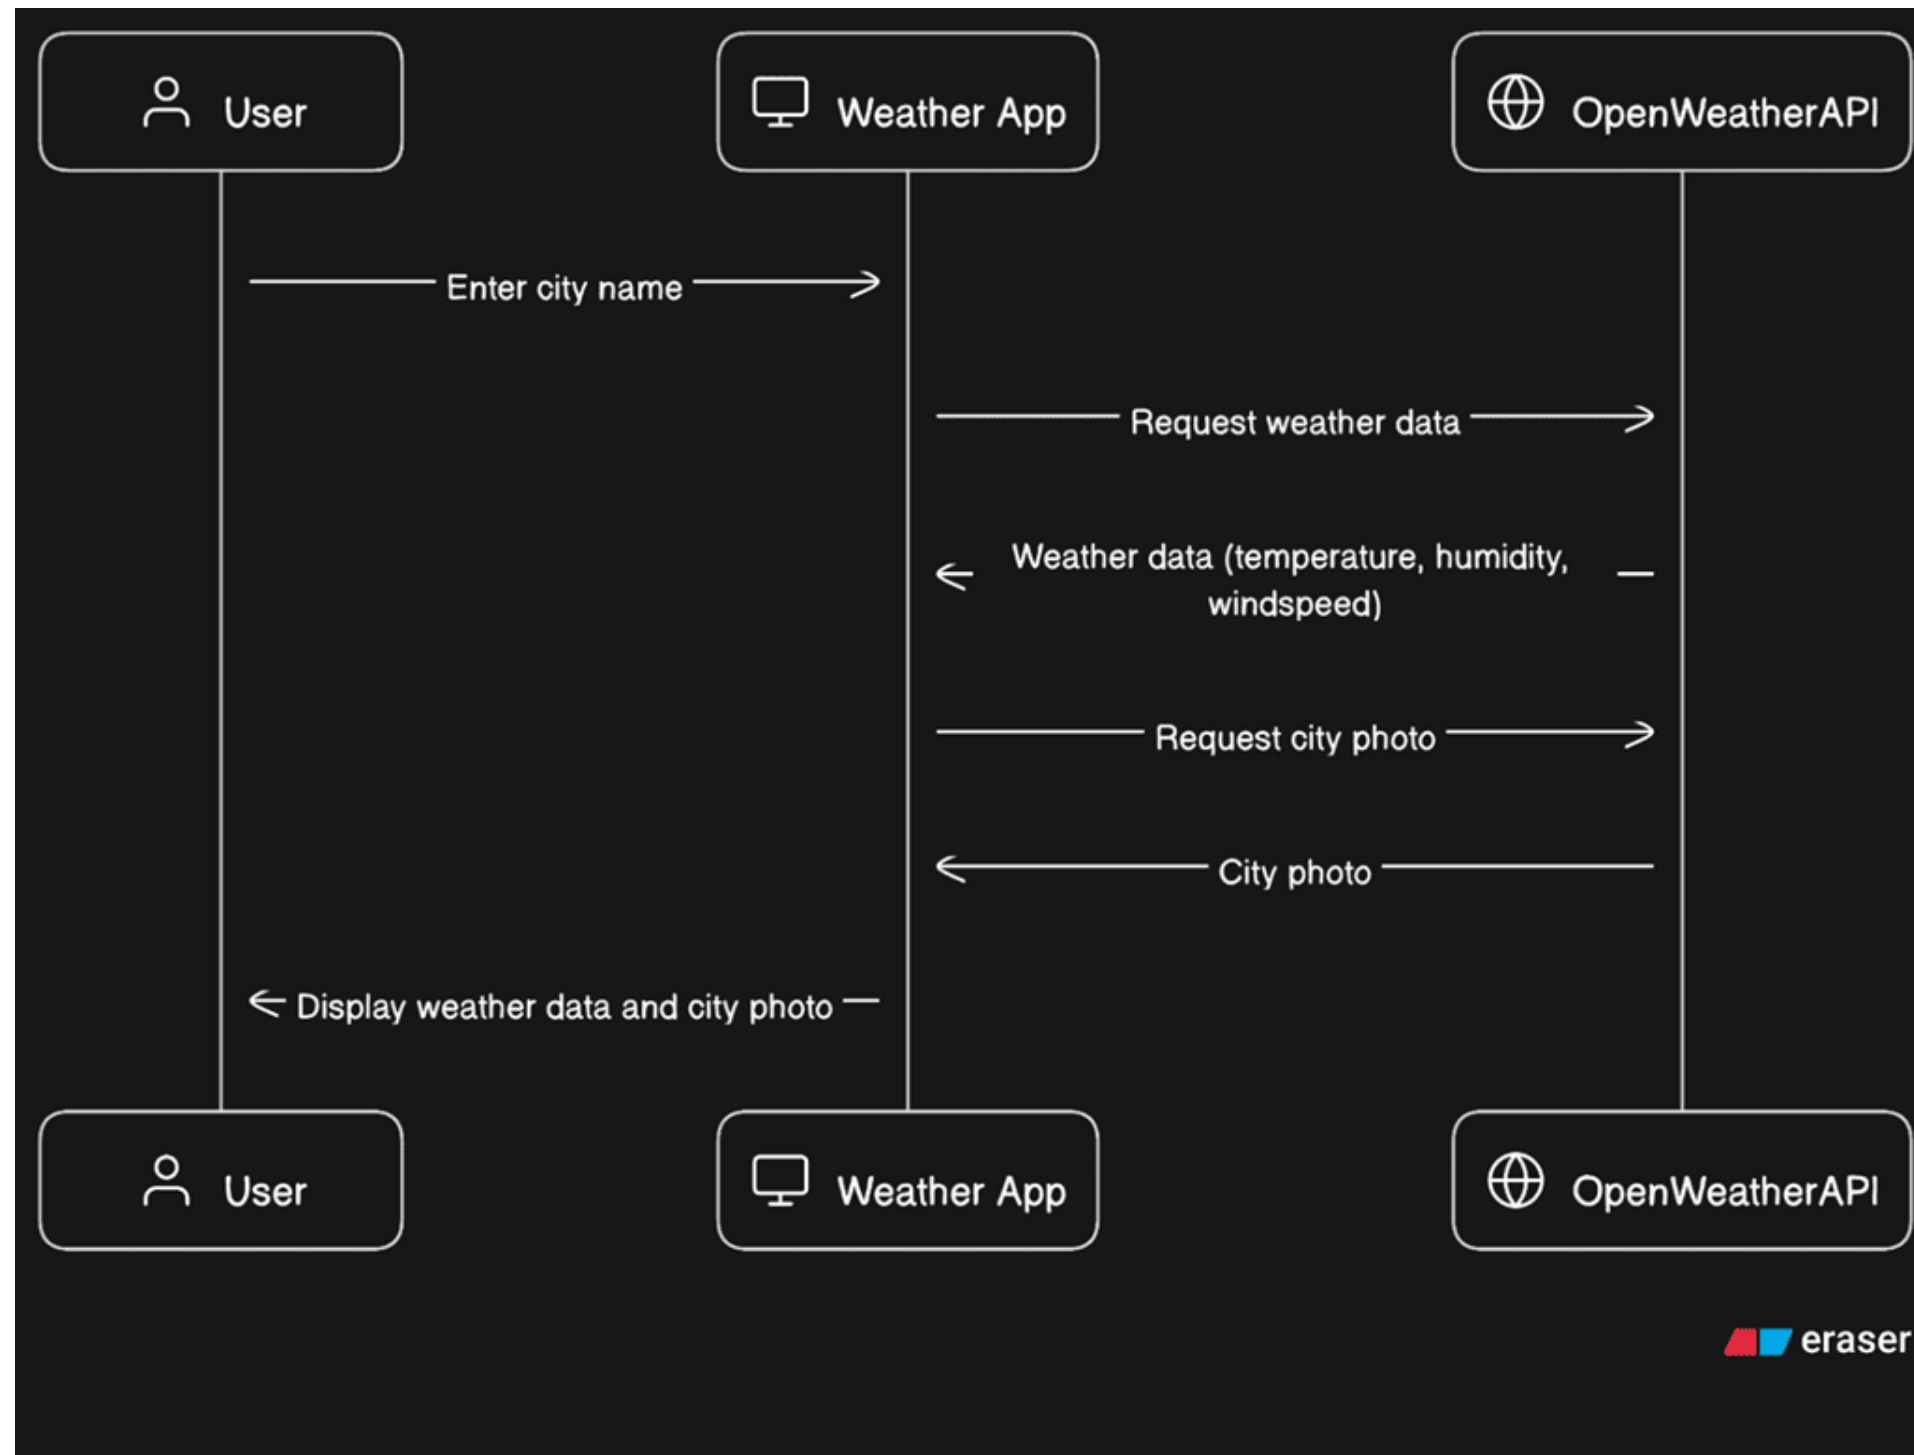 User
Weather App
OpenWeatherAPI
Enter city name
Request weather data
Weather data (temperature, humidity,
windspeed)
Request city photo
City photo
Display weather data and city photo
User
Weather App
OpenWeatherAPI
eraser